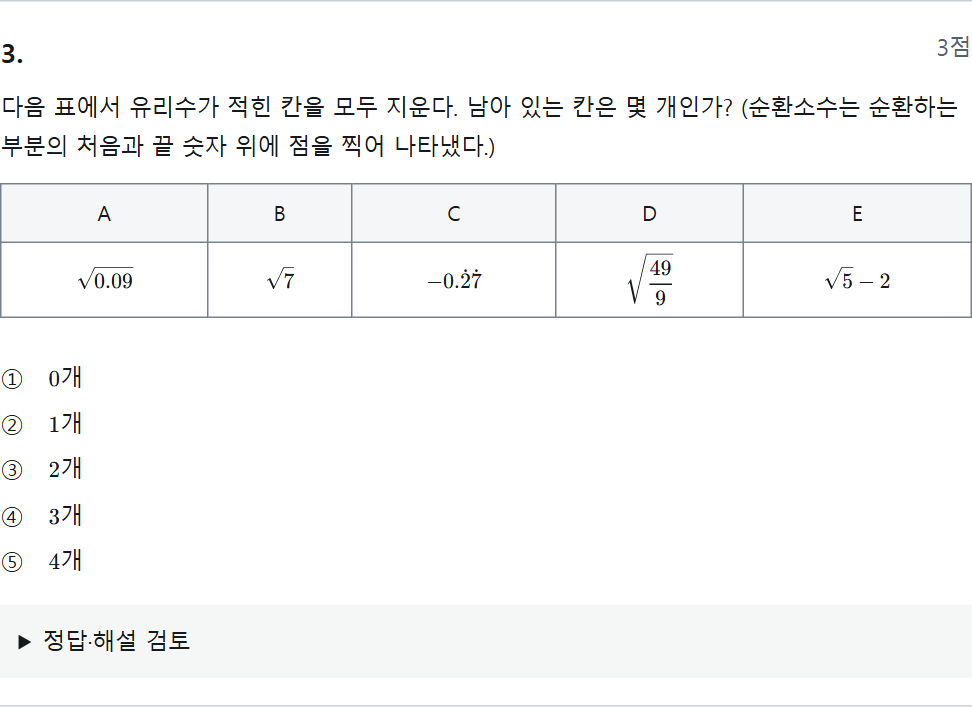 3.
3점
다음 표에서 유리수가 적힌 칸을 모두 지운다. 남아 있는 칸은 몇 개인가? (순환소수는 순환하는
부분의 처음과 끝 숫자 위에 점을 찍어 나타냈다.)
A B C D E
√0.09 √7 −0.2̇7̇ √(49/9) √5 − 2
① 0개
② 1개
③ 2개
④ 3개
⑤ 4개
▶ 정답·해설 검토